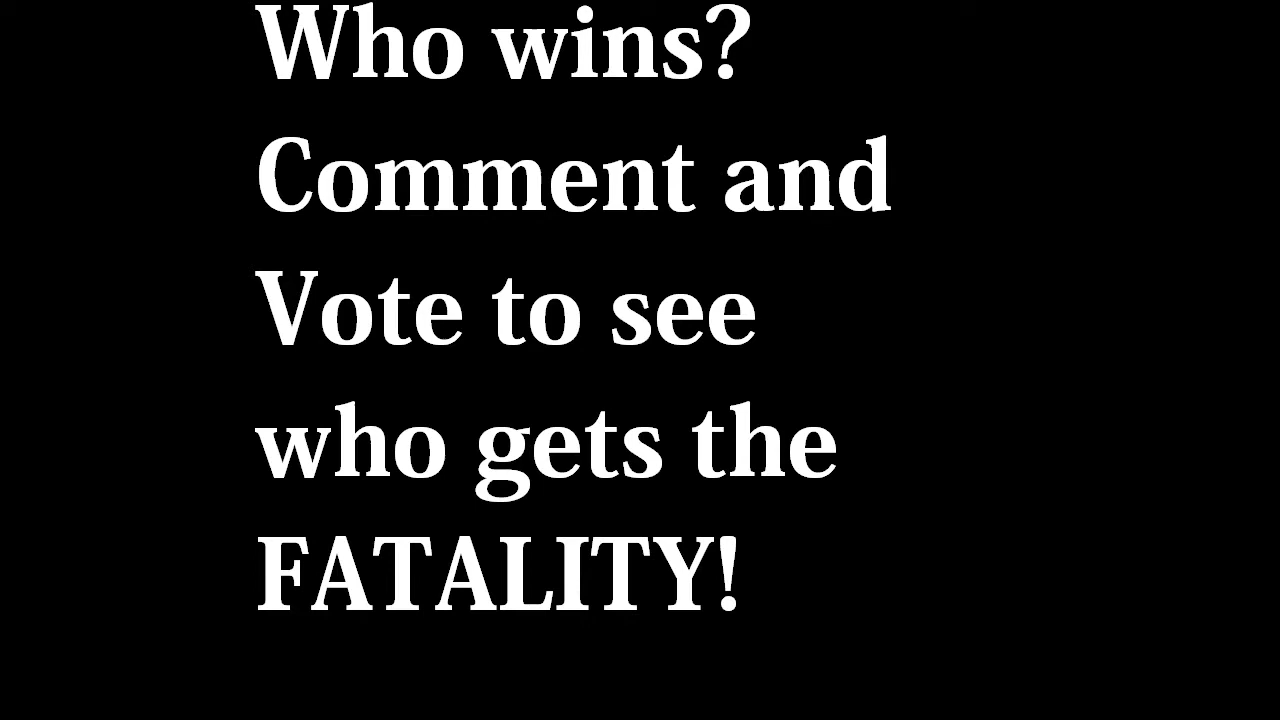 Who wins?
Comment and
Vote to see
who gets the
FATALITY!